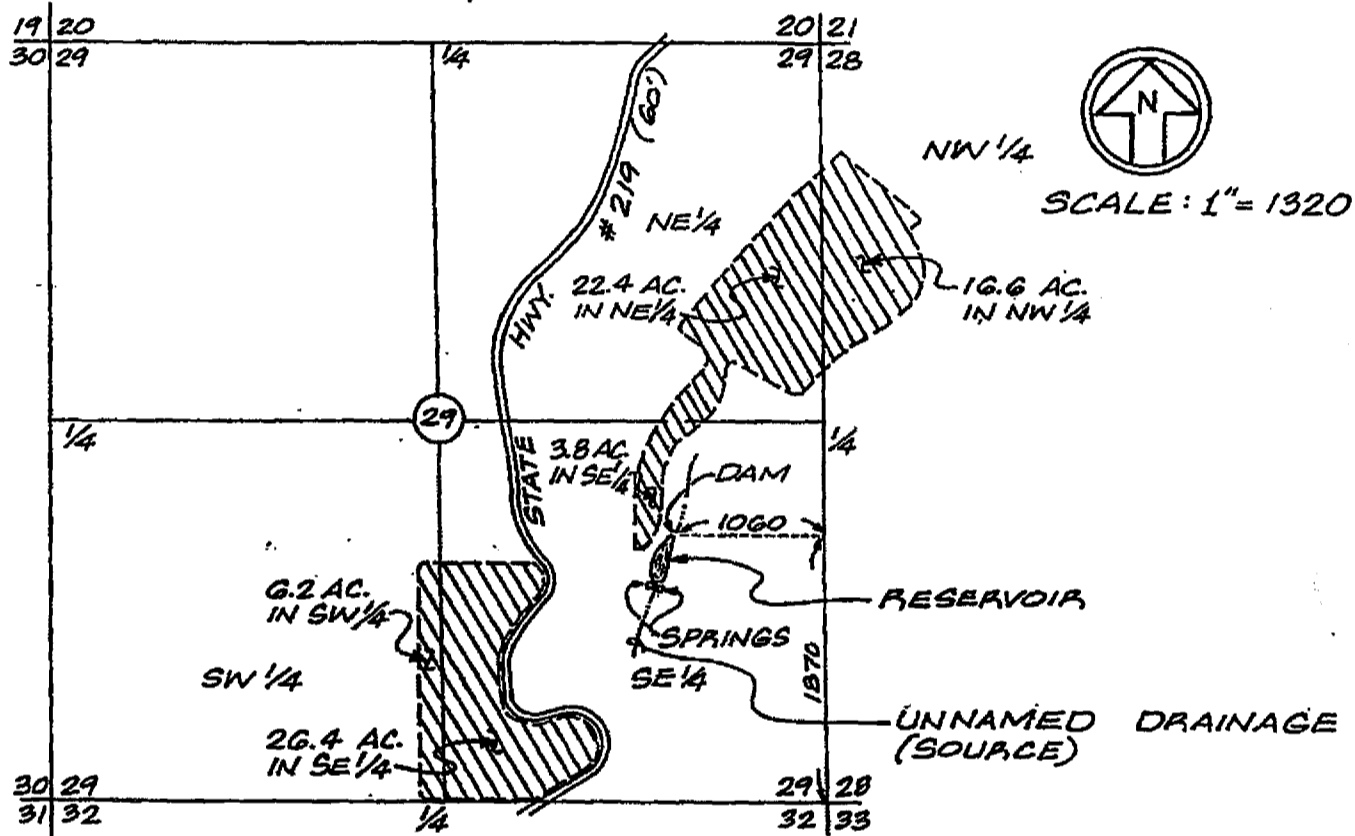 19 20
20 21
30 29
1/4
29 28
N
NW 1/4
SCALE: 1"= 1320
HWY. #219 (60')
NE 1/4
22.4 AC.
IN NE 1/4
16.6 AC.
IN NW 1/4
29
1/4
1/4
STATE
3.8 AC.
IN SE 1/4
DAM
1060
6.2 AC.
IN SW 1/4
RESERVOIR
SPRINGS
SW 1/4
SE 1/4
1870
UNNAMED DRAINAGE
(SOURCE)
26.4 AC.
IN SE 1/4
30 29
29 28
31 32
1/4
32 33